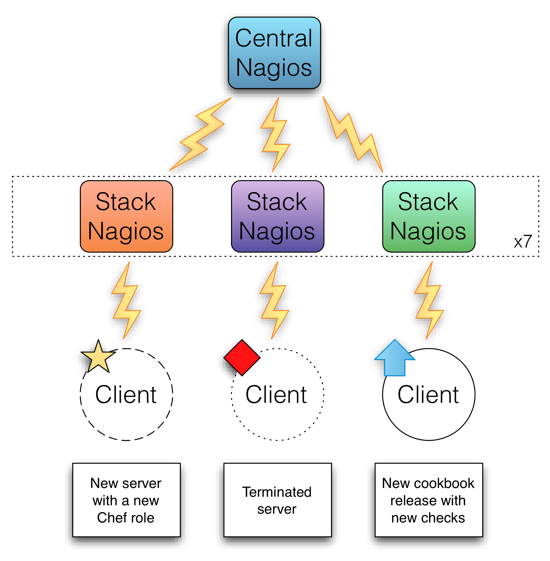 Central
Nagios
Stack
Nagios
Stack
Nagios
Stack
Nagios
x7
Client
Client
Client
New server
with a new
Chef role
Terminated
server
New cookbook
release with
new checks